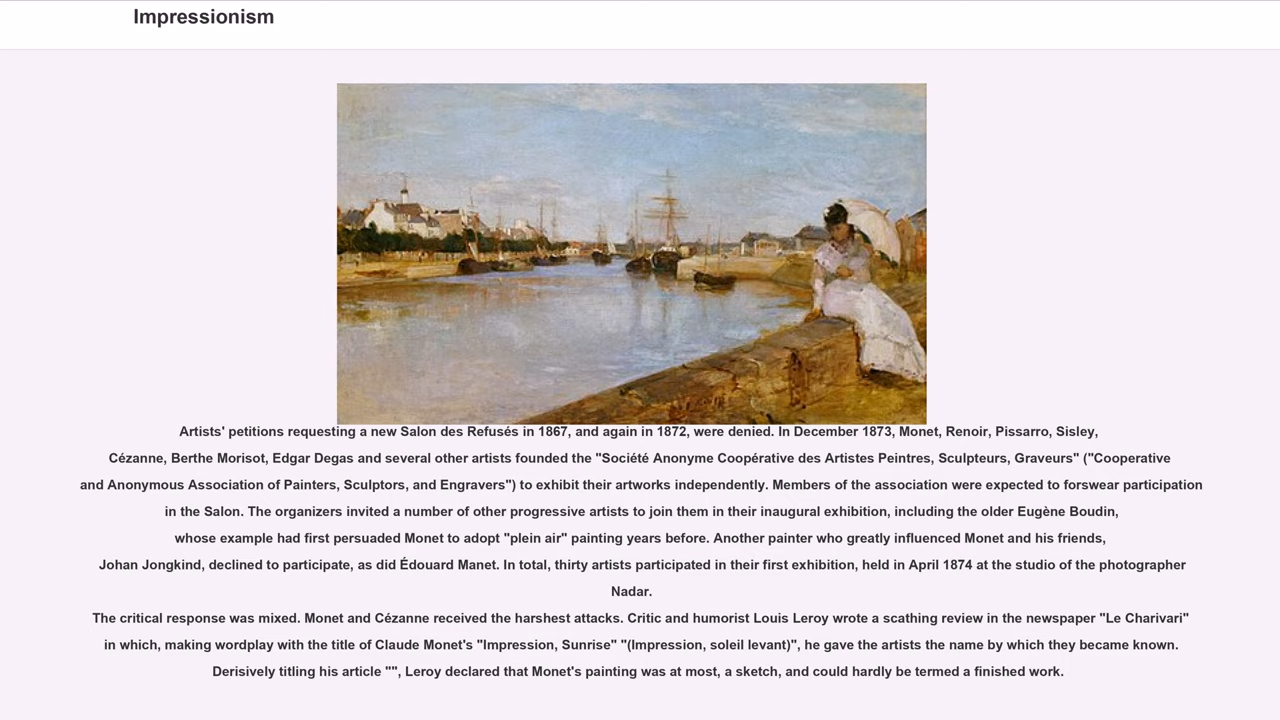 Impressionism
Artists' petitions requesting a new Salon des Refusés in 1867, and again in 1872, were denied. In December 1873, Monet, Renoir, Pissarro, Sisley,
Cézanne, Berthe Morisot, Edgar Degas and several other artists founded the "Société Anonyme Coopérative des Artistes Peintres, Sculpteurs, Graveurs" ("Cooperative
and Anonymous Association of Painters, Sculptors, and Engravers") to exhibit their artworks independently. Members of the association were expected to forswear participation
in the Salon. The organizers invited a number of other progressive artists to join them in their inaugural exhibition, including the older Eugène Boudin,
whose example had first persuaded Monet to adopt "plein air" painting years before. Another painter who greatly influenced Monet and his friends,
Johan Jongkind, declined to participate, as did Édouard Manet. In total, thirty artists participated in their first exhibition, held in April 1874 at the studio of the photographer
Nadar.
The critical response was mixed. Monet and Cézanne received the harshest attacks. Critic and humorist Louis Leroy wrote a scathing review in the newspaper "Le Charivari"
in which, making wordplay with the title of Claude Monet's "Impression, Sunrise" "(Impression, soleil levant)", he gave the artists the name by which they became known.
Derisively titling his article "", Leroy declared that Monet's painting was at most, a sketch, and could hardly be termed a finished work.